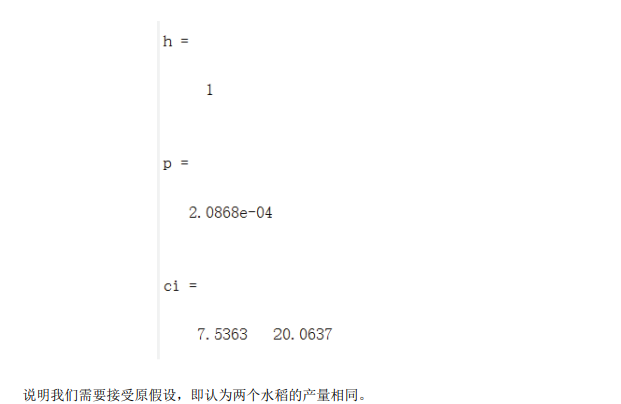 h =
1
p =
2.0868e-04
ci =
7.5363 20.0637
说明我们需要接受原假设，即认为两个水稻的产量相同。